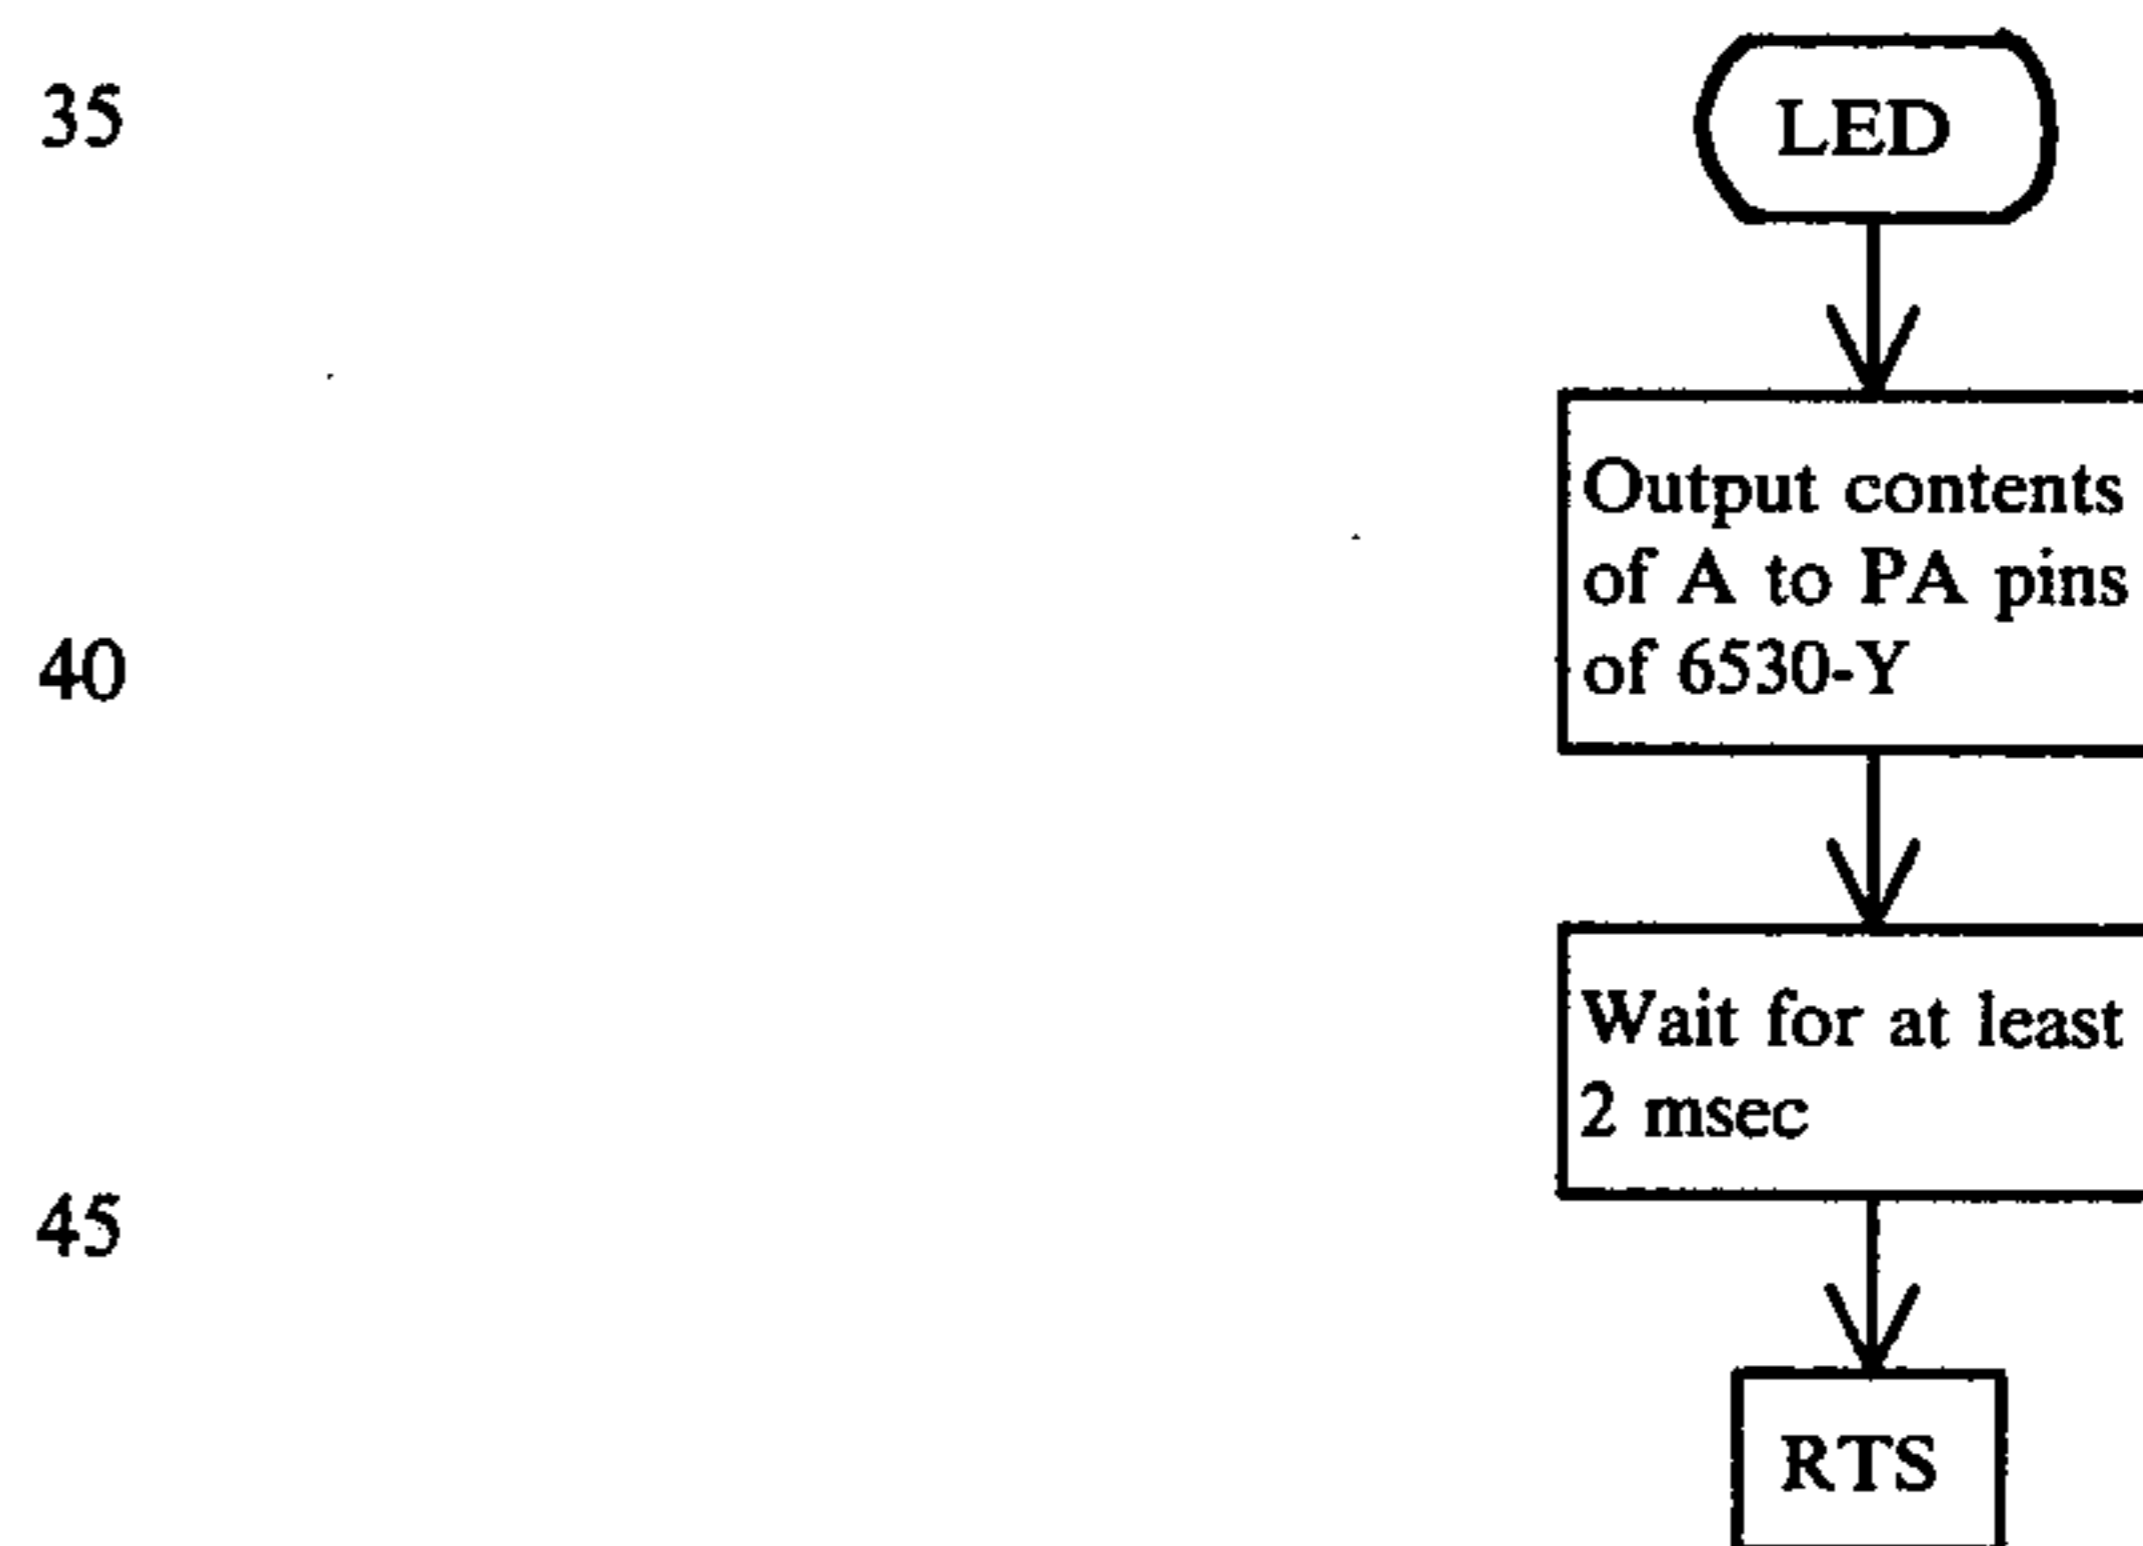 35
LED
Output contents
of A to PA pins
40
of 6530-Y
Wait for at least
2 msec
45
RTS